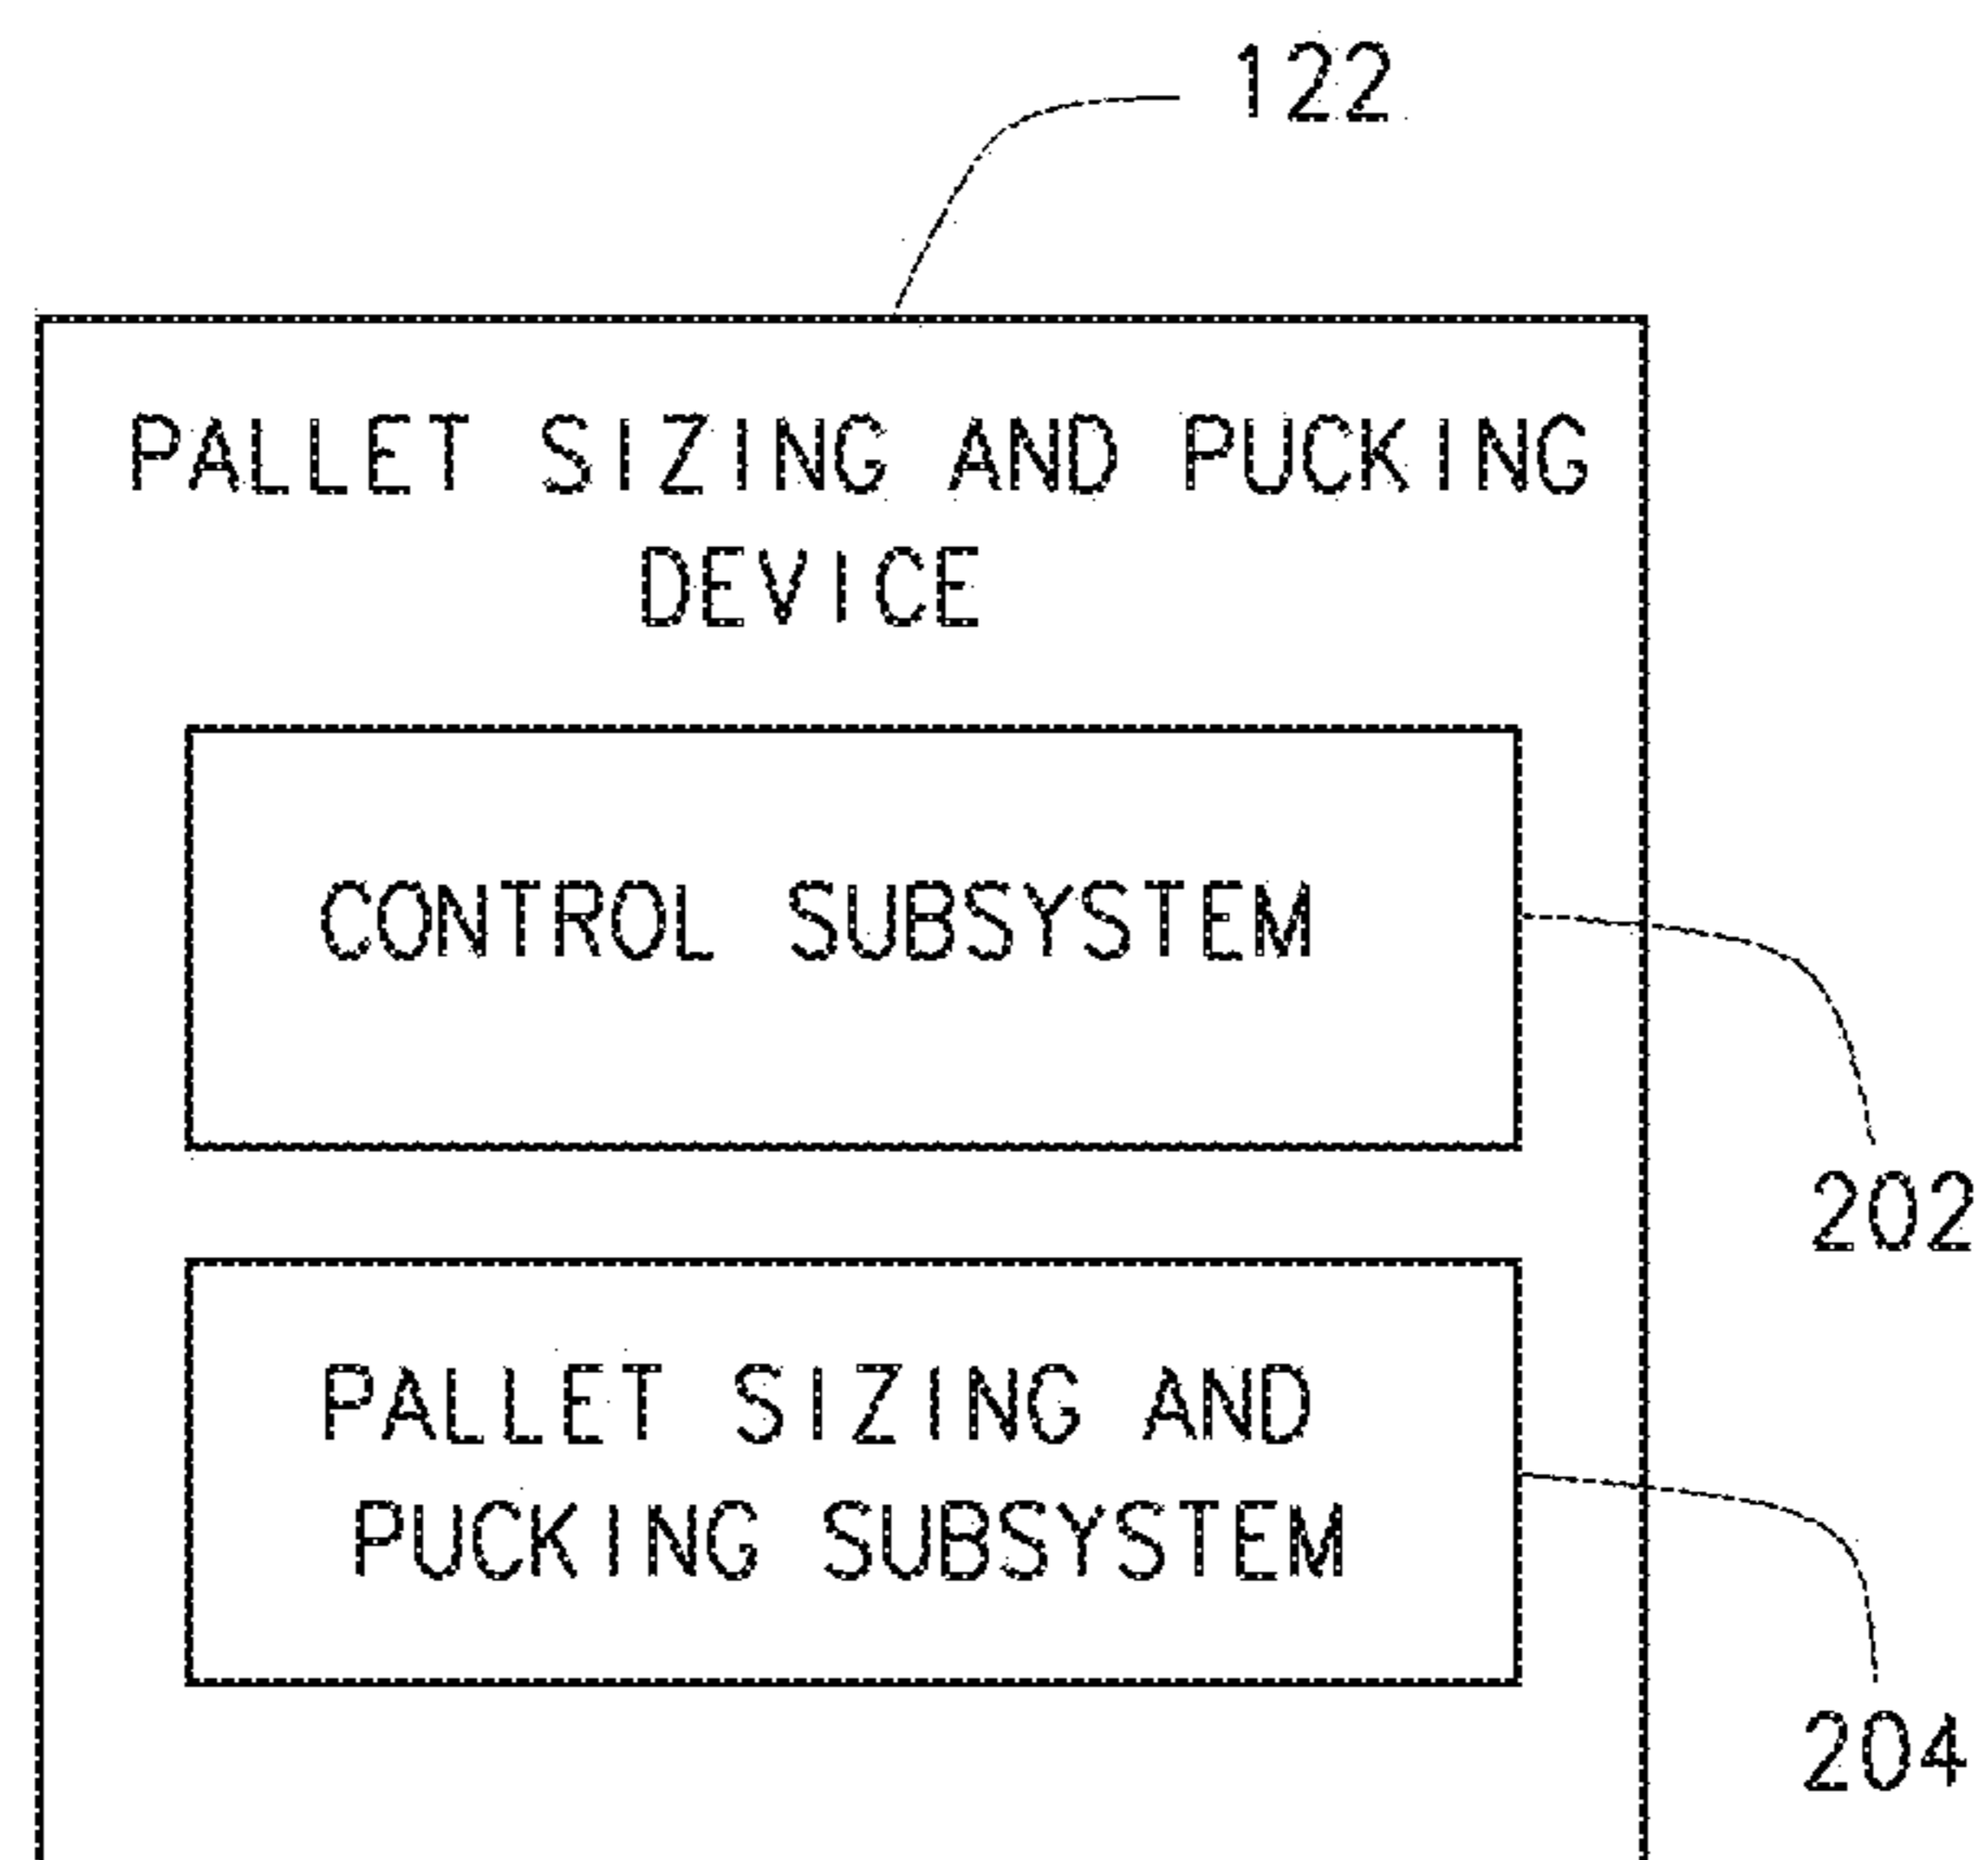 122
PALLET SIZING AND PUCKING
DEVICE
CONTROL SUBSYSTEM
202
PALLET SIZING AND
PUCKING SUBSYSTEM
204